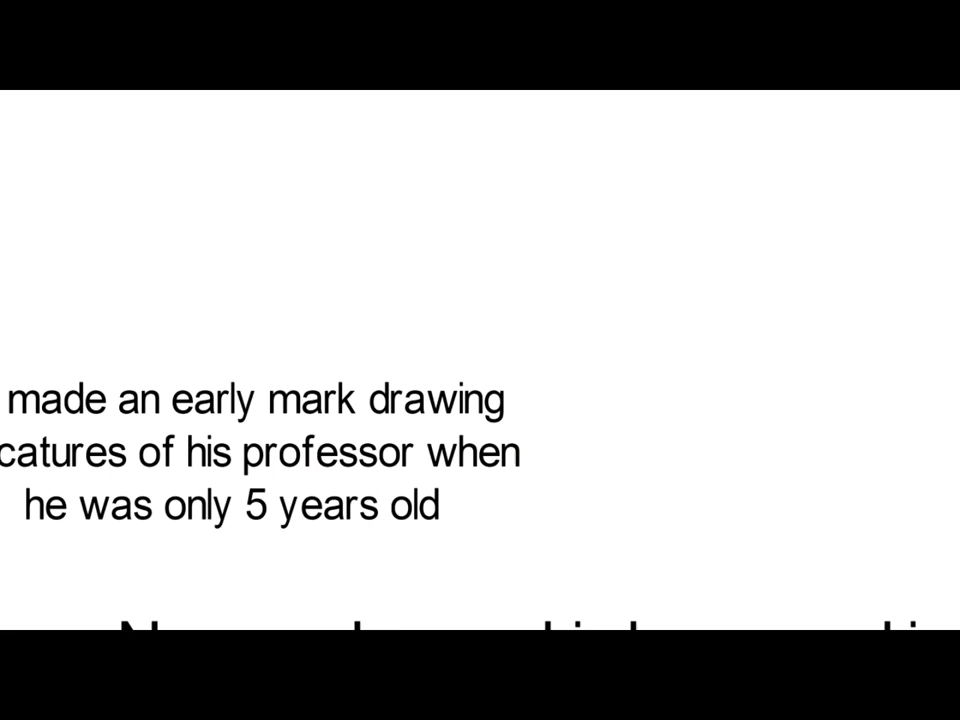 made an early mark drawing
catures of his professor when
he was only 5 years old